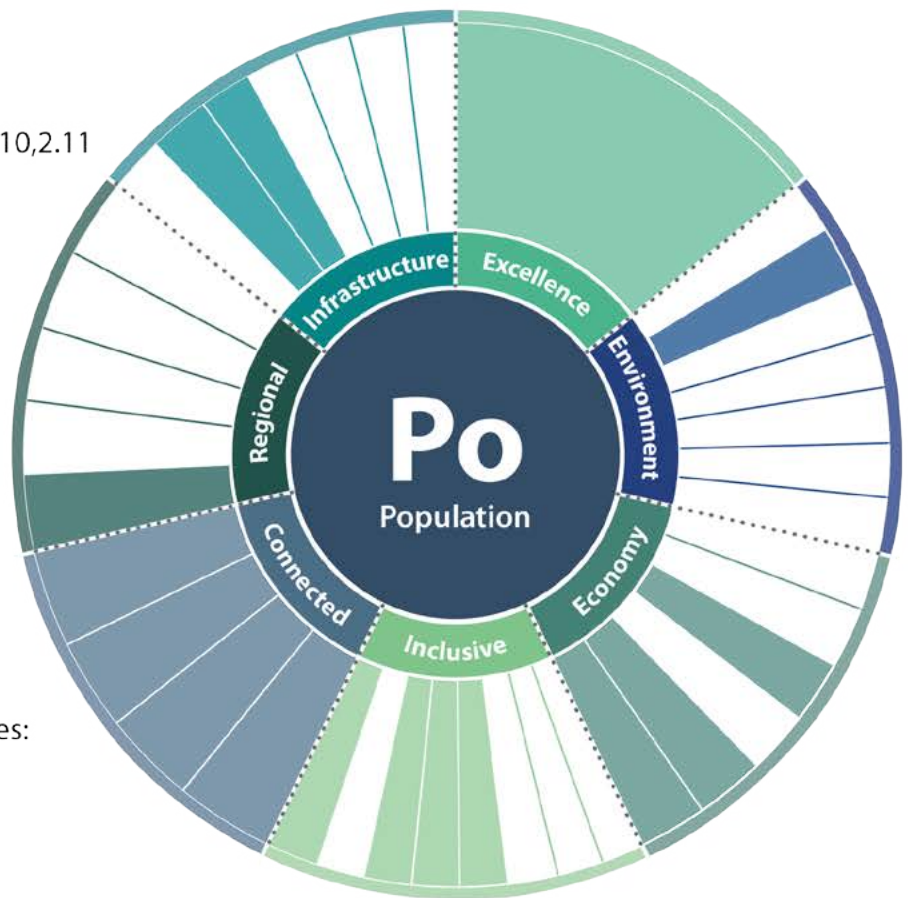 10,2.11
Infrastructure
Excellence
Environment
Regional
Po
Population
Connected
Economy
Inclusive
es: